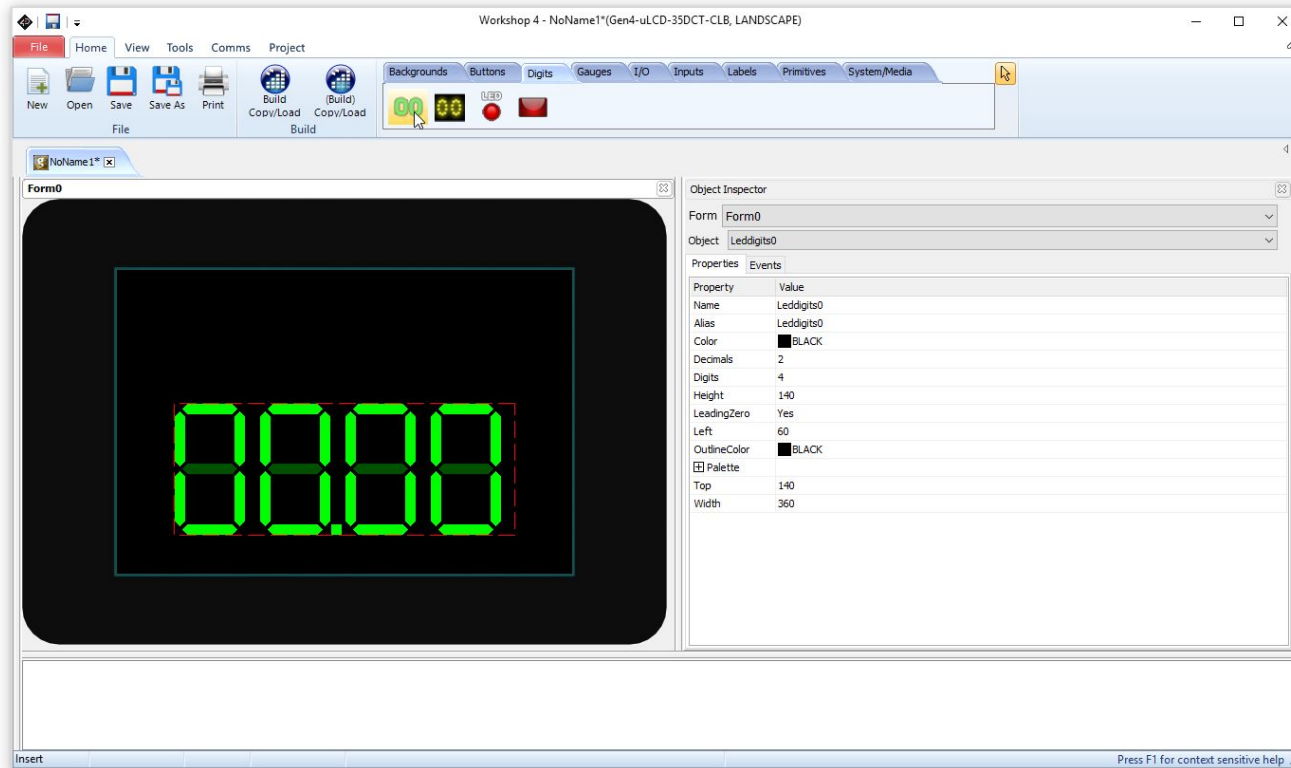 Workshop 4 - NoName1*(Gen4-uLCD-35DCT-CLB, LANDSCAPE)
File Home View Tools Comms Project
New Open Save Save As Print
File
Build Copy/Load
(Build) Copy/Load
Build
Backgrounds Buttons Digits Gauges I/O Inputs Labels Primitives System/Media
00 00 LED
NoName1*
Form0
00.00
Object Inspector
Form Form0
Object Leddigits0
Properties Events
Property Value
Name Leddigits0
Alias Leddigits0
Color BLACK
Decimals 2
Digits 4
Height 140
LeadingZero Yes
Left 60
OutlineColor BLACK
Palette
Top 140
Width 360
Insert
Press F1 for context sensitive help